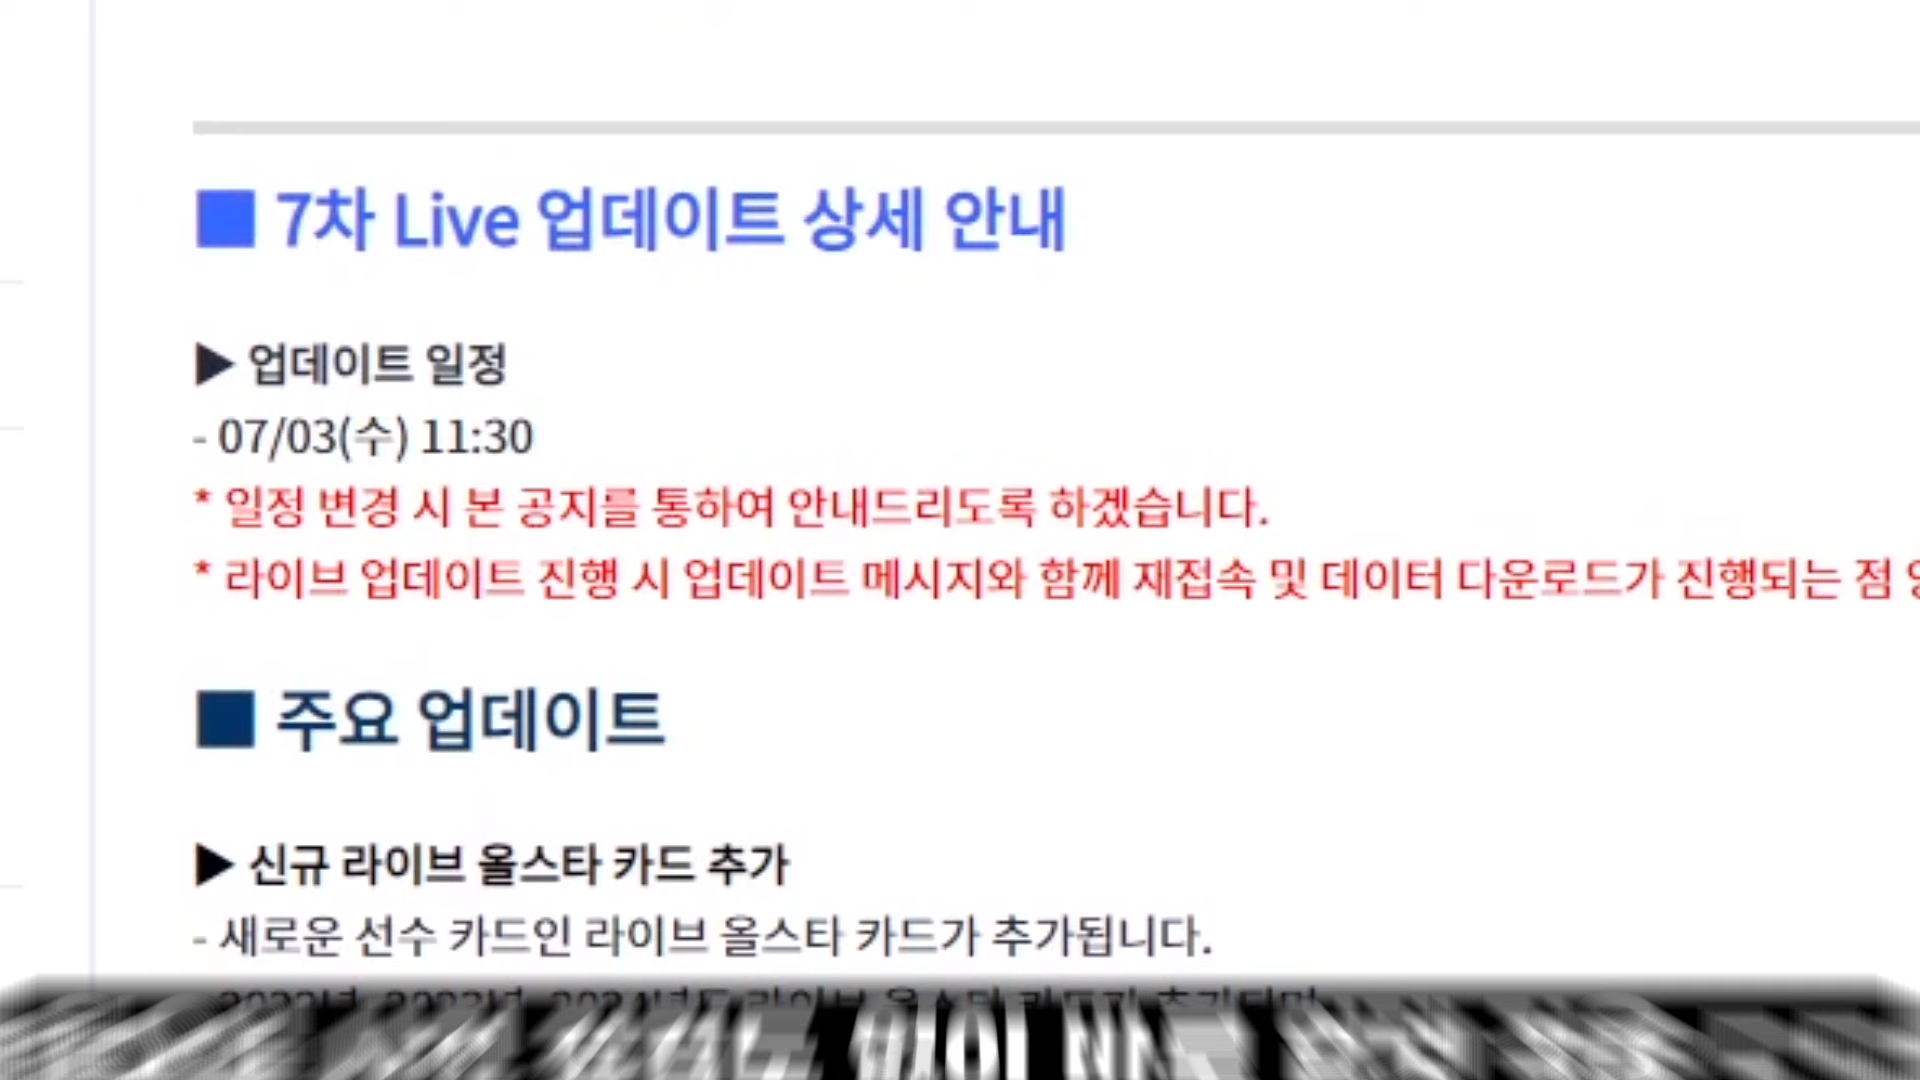 ■ 7차 Live 업데이트 상세 안내
▶ 업데이트 일정
- 07/03(수) 11:30
* 일정 변경 시 본 공지를 통하여 안내드리도록 하겠습니다.
* 라이브 업데이트 진행 시 업데이트 메시지와 함께 재접속 및 데이터 다운로드가 진행되는 점
■ 주요 업데이트
▶ 신규 라이브 올스타 카드 추가
- 새로운 선수 카드인 라이브 올스타 카드가 추가됩니다.